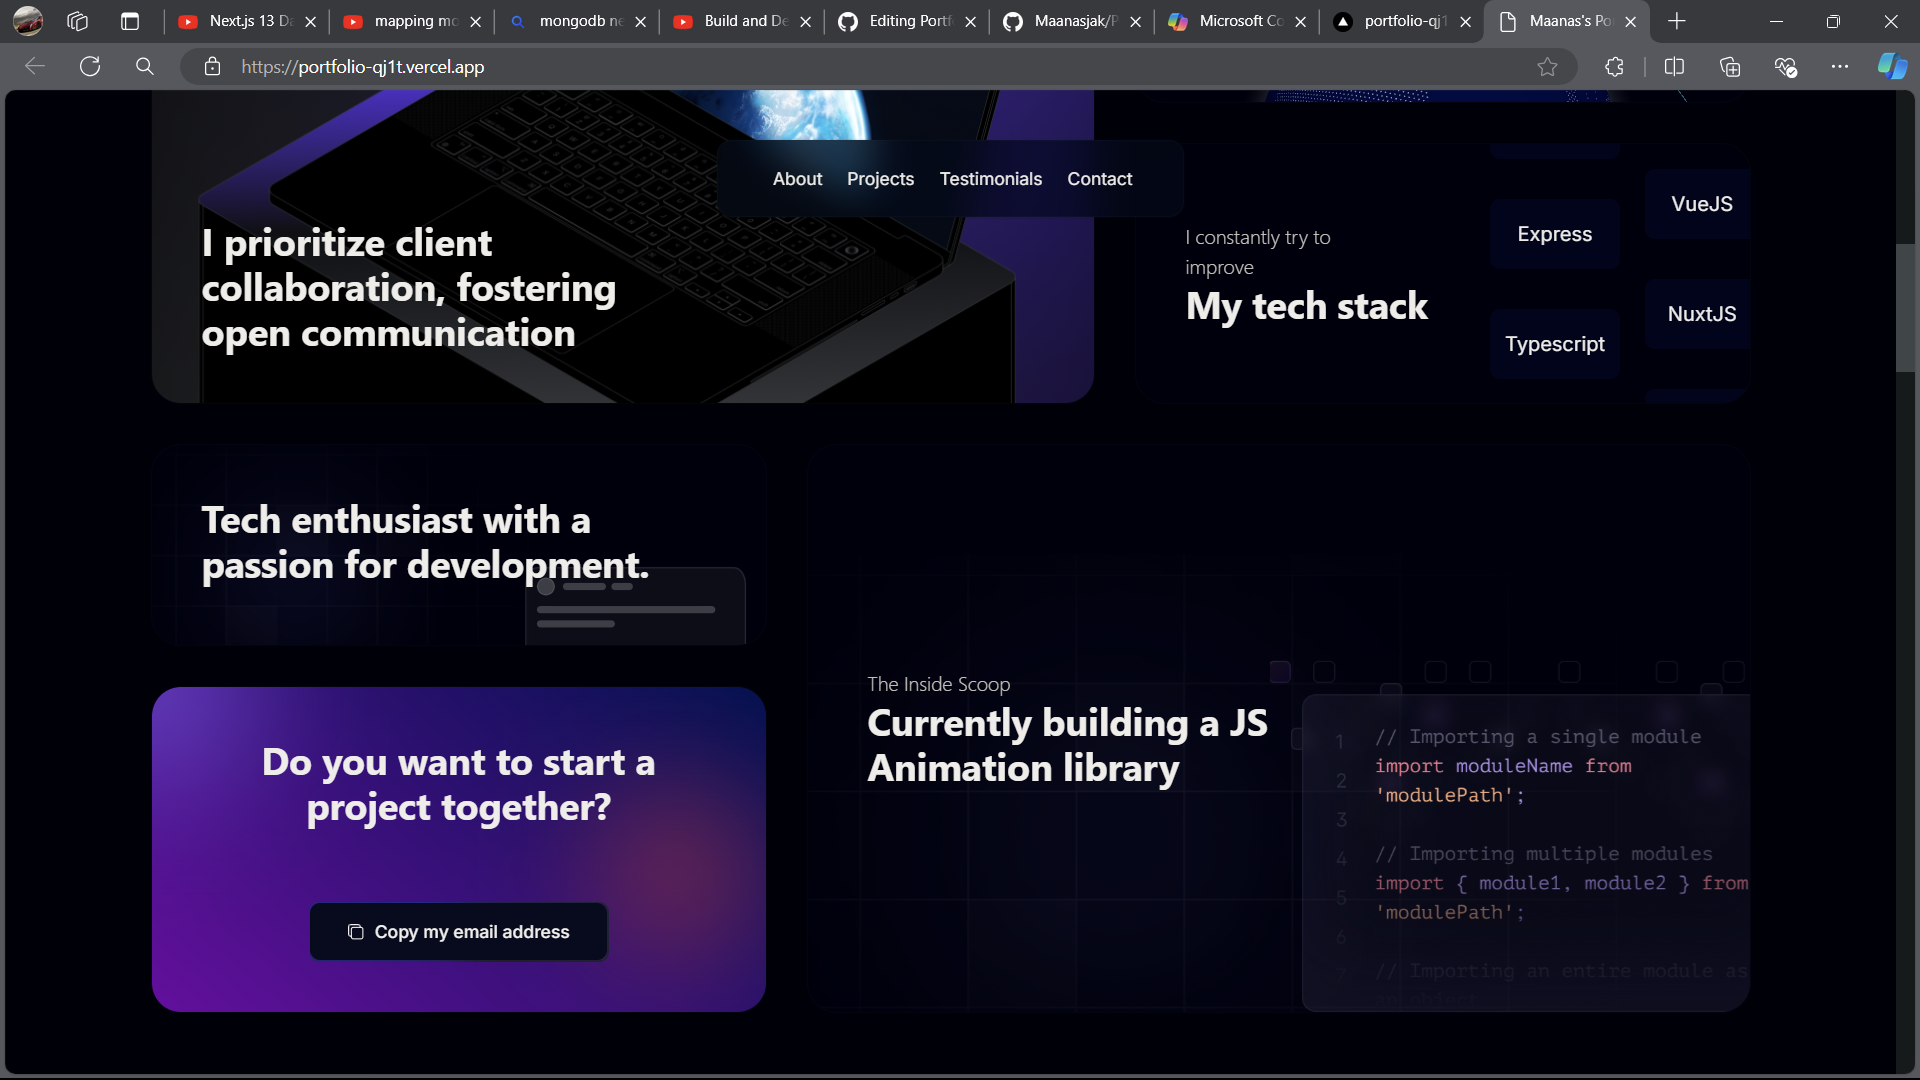 Next.js 13 Da
mapping mo
mongodb ne
Build and De
Editing Portf
Maanasjak/P
Microsoft Co
portfolio-qj1
Maanas's Po
https://portfolio-qj1t.vercel.app
About Projects Testimonials Contact
I prioritize client
collaboration, fostering
open communication
I constantly try to
improve
My tech stack
Express
Typescript
VueJS
NuxtJS
Tech enthusiast with a
passion for development.
Do you want to start a
project together?
Copy my email address
The Inside Scoop
Currently building a JS
Animation library
1 // Importing a single module
import moduleName from
2 'modulePath';
3
4 // Importing multiple modules
5 import { module1, module2 } from
'modulePath';
6
7 // Importing an entire module as